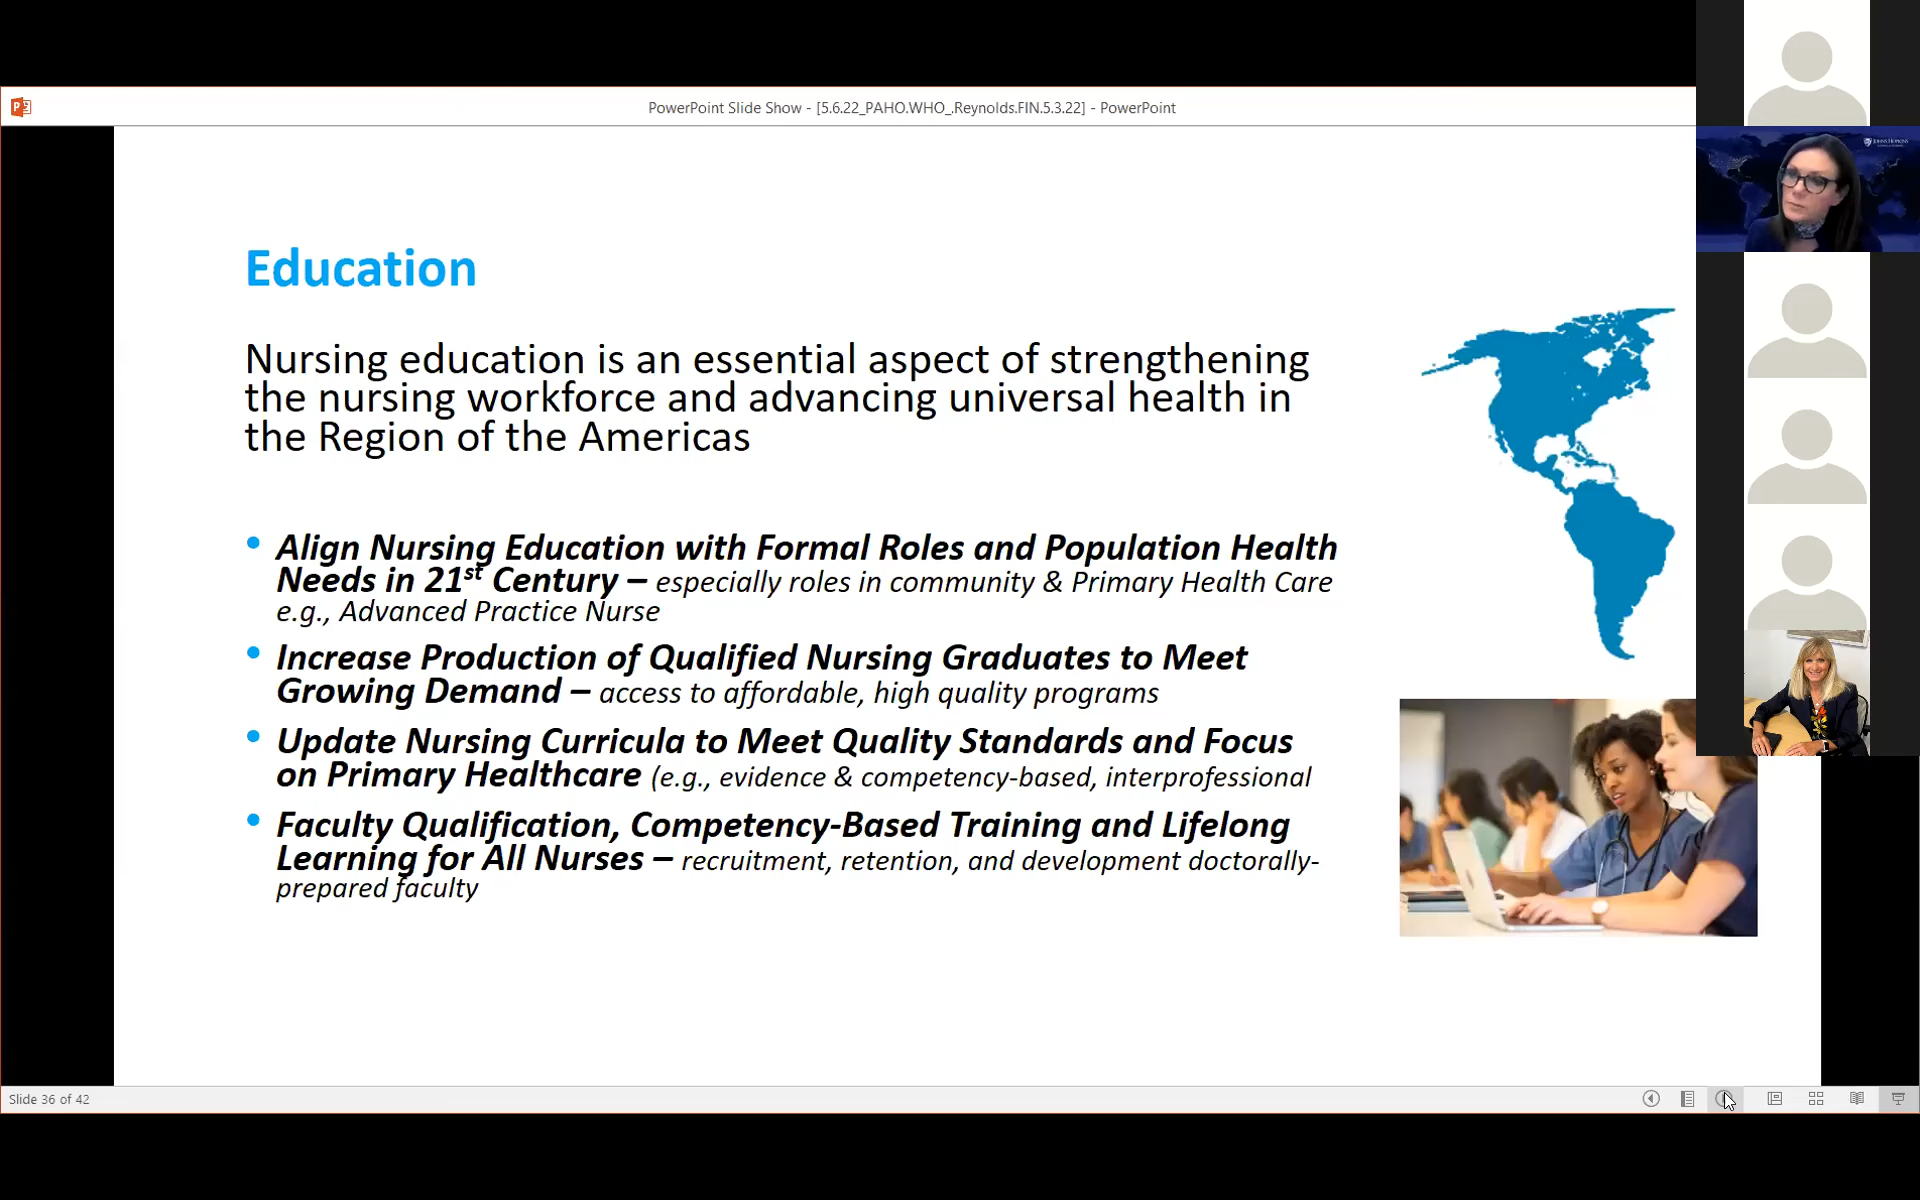 PowerPoint Slide Show - [5.6.22_PAHO.WHO_.Reynolds.FIN.5.3.22] - PowerPoint
JOHNS HOPKINS
Education
Nursing education is an essential aspect of strengthening
the nursing workforce and advancing universal health in
the Region of the Americas
• Align Nursing Education with Formal Roles and Population Health
Needs in 21st Century – especially roles in community & Primary Health Care
e.g., Advanced Practice Nurse
• Increase Production of Qualified Nursing Graduates to Meet
Growing Demand – access to affordable, high quality programs
• Update Nursing Curricula to Meet Quality Standards and Focus
on Primary Healthcare (e.g., evidence & competency-based, interprofessional
• Faculty Qualification, Competency-Based Training and Lifelong
Learning for All Nurses – recruitment, retention, and development doctorally-
prepared faculty
Slide 36 of 42